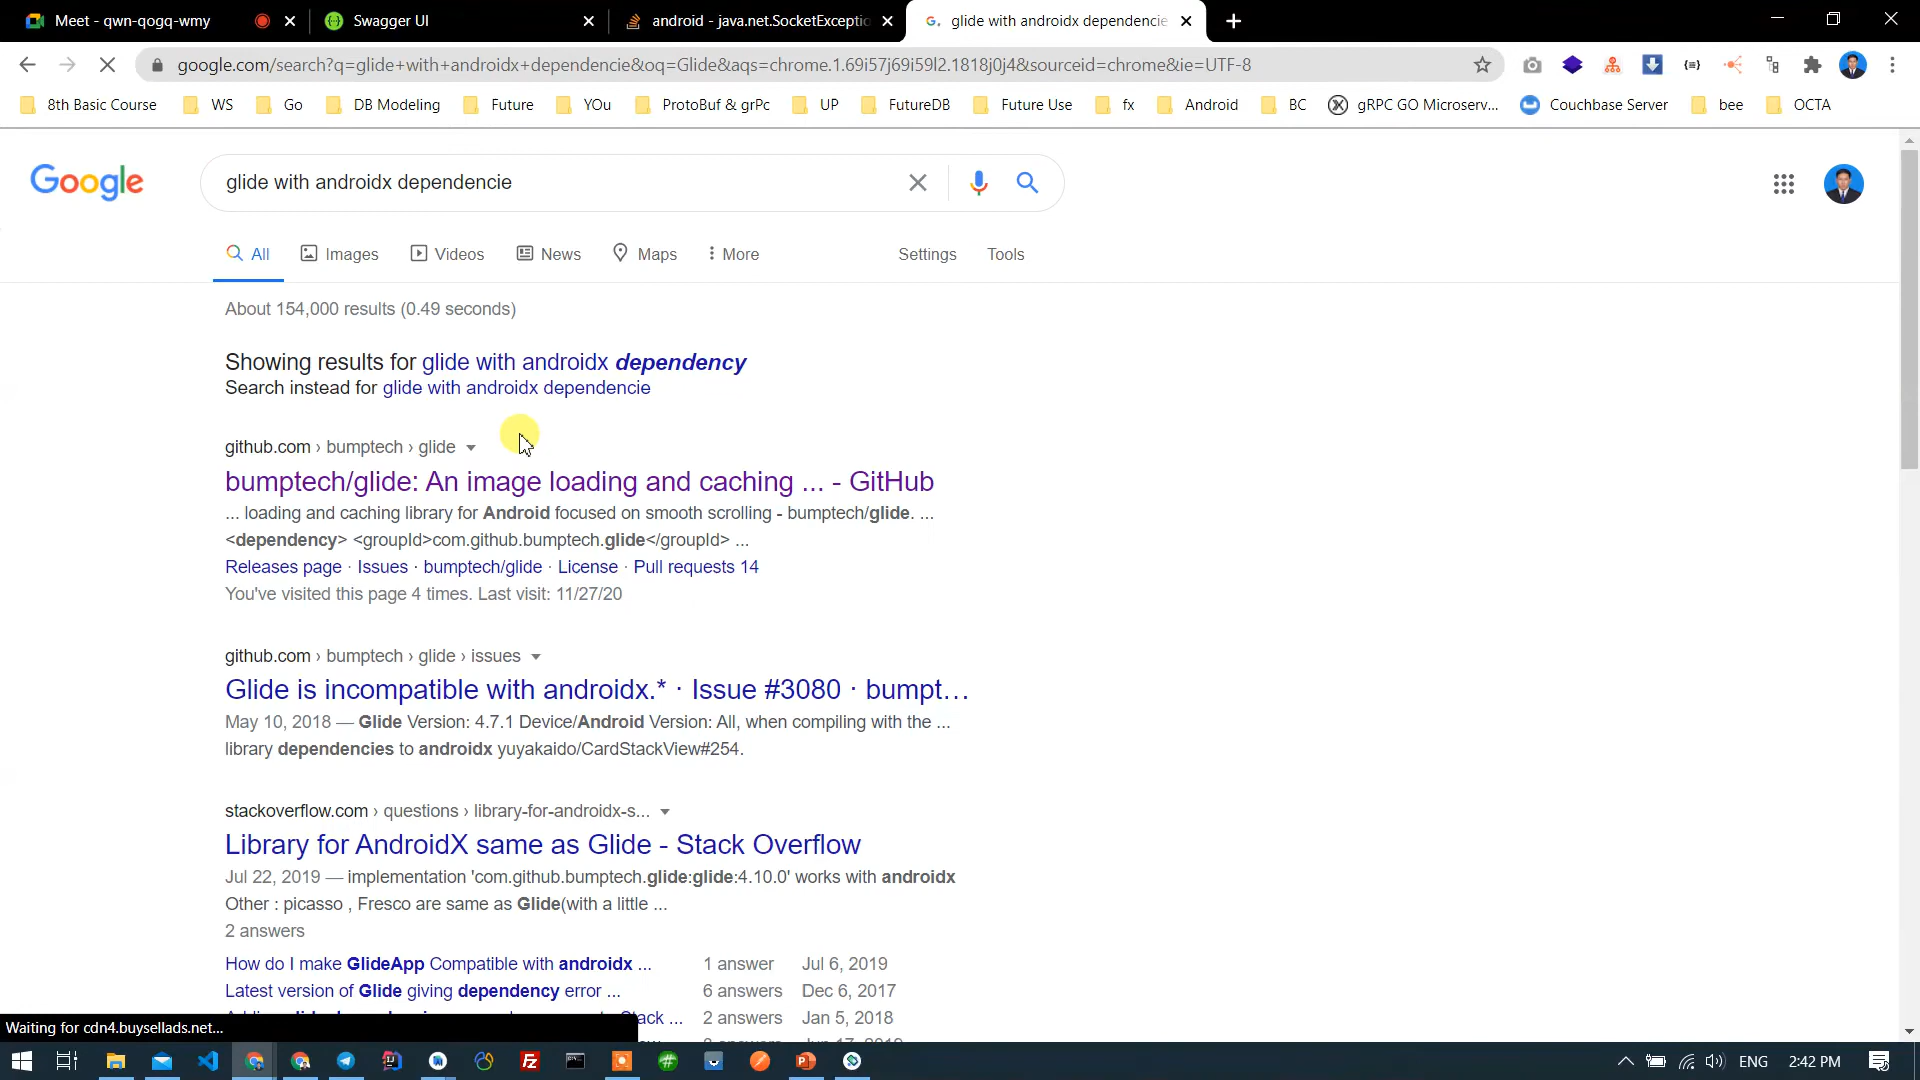 Meet - qwn-qogq-wmy
Swagger UI
android - java.net.SocketExceptio
glide with androidx dependencie
google.com/search?q=glide+with+androidx+dependencie&oq=Glide&aqs=chrome.1.69i57j69i59l2.1818j0j4&sourceid=chrome&ie=UTF-8
8th Basic Course
WS
Go
DB Modeling
Future
YOu
ProtoBuf & grPc
UP
FutureDB
Future Use
fx
Android
BC
gRPC GO Microserv...
Couchbase Server
bee
OCTA
Google
glide with androidx dependencie
All
Images
Videos
News
Maps
More
Settings
Tools
About 154,000 results (0.49 seconds)
Showing results for glide with androidx dependency
Search instead for glide with androidx dependencie
github.com › bumptech › glide
bumptech/glide: An image loading and caching ... - GitHub
... loading and caching library for Android focused on smooth scrolling - bumptech/glide. ...
<dependency> <groupId>com.github.bumptech.glide</groupId> ...
Releases page · Issues · bumptech/glide · License · Pull requests 14
You've visited this page 4 times. Last visit: 11/27/20
github.com › bumptech › glide › issues
Glide is incompatible with androidx.* · Issue #3080 · bumpt...
May 10, 2018 — Glide Version: 4.7.1 Device/Android Version: All, when compiling with the ...
library dependencies to androidx yuyakaido/CardStackView#254.
stackoverflow.com › questions › library-for-androidx-s...
Library for AndroidX same as Glide - Stack Overflow
Jul 22, 2019 — implementation 'com.github.bumptech.glide:glide:4.10.0' works with androidx
Other : picasso , Fresco are same as Glide(with a little ...
2 answers
How do I make GlideApp Compatible with androidx ... 1 answer Jul 6, 2019
Latest version of Glide giving dependency error ... 6 answers Dec 6, 2017
tack ... 2 answers Jan 5, 2018
Waiting for cdn4.buysellads.net...
ENG
2:42 PM